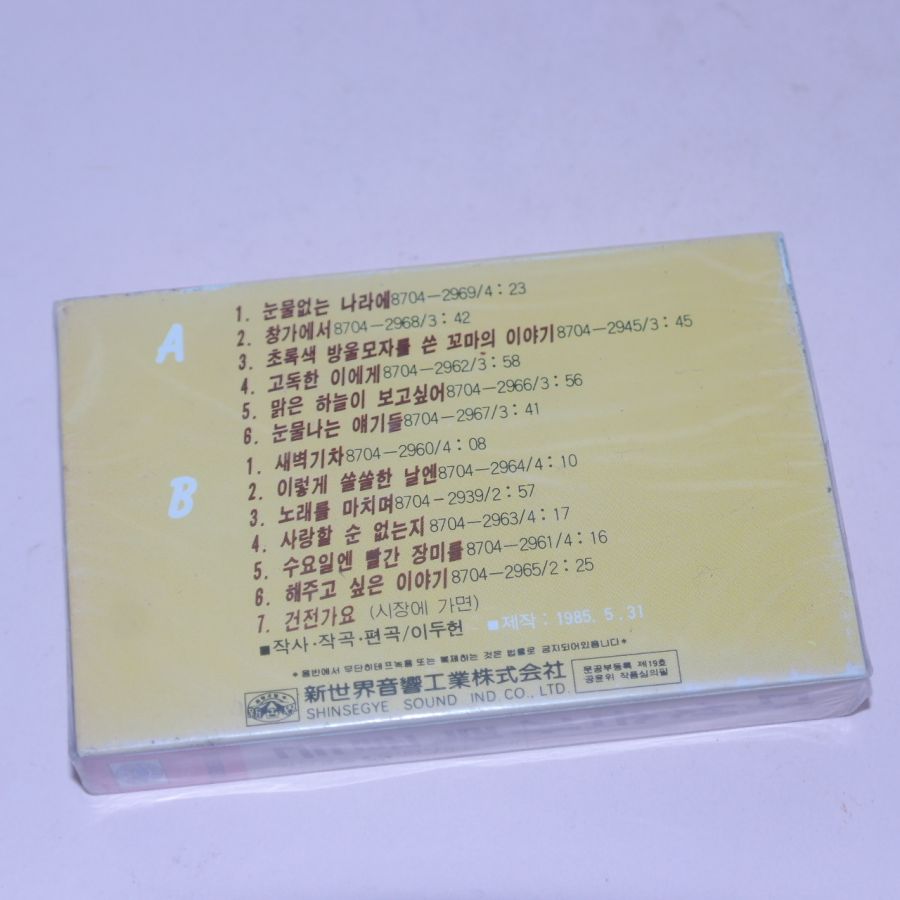 A
1. 눈물없는 나라에8704-2969/4:23
2. 창가에서8704-2968/3:42
3. 초록색 방울모자를 쓴 꼬마의 이야기8704-2945/3:45
4. 고독한 이에게8704-2962/3:58
5. 맑은 하늘이 보고싶어8704-2966/3:56
6. 눈물나는 얘기들8704-2967/3:41
B
1. 새벽기차8704-2960/4:08
2. 이렇게 쓸쓸한 날엔8704-2964/4:10
3. 노래를 마치며8704-2939/2:57
4. 사랑할 순 없는지8704-2963/4:17
5. 수요일엔 빨간 장미를8704-2961/4:16
6. 해주고 싶은 이야기8704-2965/2:25
7. 건전가요 (시장에 가면)
■작사·작곡·편곡/이두헌 ■제작:1985.5.31
*음반에서 무단히테프녹음 또는 복제하는 것은 법률로 금지되어있읍니다*
新世界音響工業株式会社
SHINSEGYE SOUND IND.CO., LTD.
문공부등록 제19호
공윤위 작품심의필